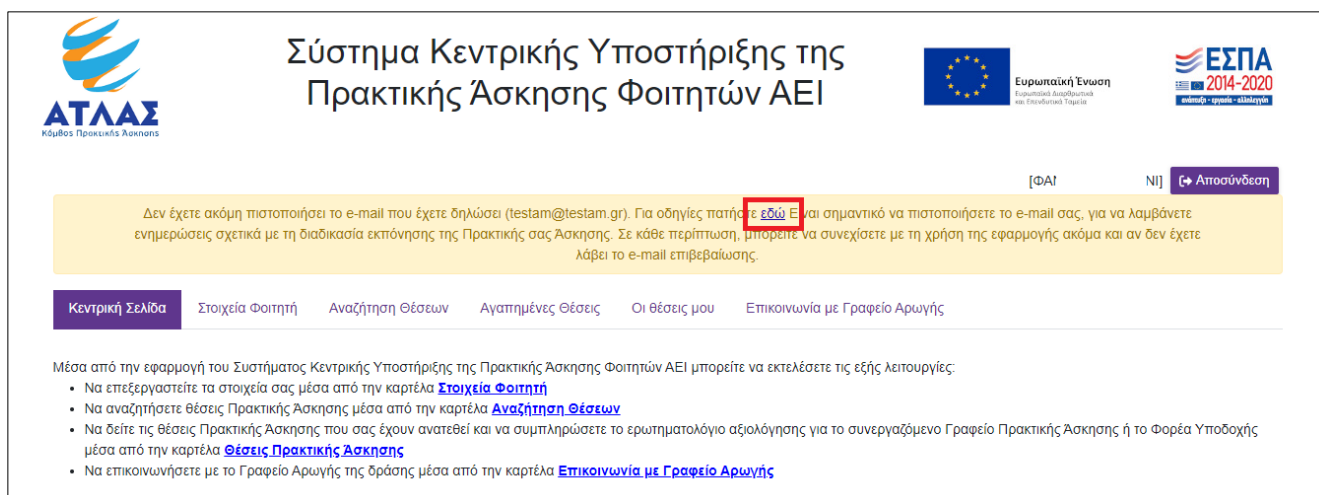 Σύστημα Κεντρικής Υποστήριξης της
Πρακτικής Άσκησης Φοιτητών ΑΕΙ
ΑΤΛΑΣ
Κόμβος Πρακτικής Άσκησης
Ευρωπαϊκή Ένωση
Ευρωπαϊκά Διαρθρωτικά
και Επενδυτικά Ταμεία
ΕΣΠΑ
2014-2020
ανάπτυξη - εργασία - αλληλεγγύη
[ΦΑΝ ΝΙ] Αποσύνδεση
Δεν έχετε ακόμη πιστοποιήσει το e-mail που έχετε δηλώσει (testam@testam.gr). Για οδηγίες πατήστε εδώ Είναι σημαντικό να πιστοποιήσετε το e-mail σας, για να λαμβάνετε
ενημερώσεις σχετικά με τη διαδικασία εκπόνησης της Πρακτικής σας Άσκησης. Σε κάθε περίπτωση, μπορείτε να συνεχίσετε με τη χρήση της εφαρμογής ακόμα και αν δεν έχετε
λάβει το e-mail επιβεβαίωσης.
Κεντρική Σελίδα Στοιχεία Φοιτητή Αναζήτηση Θέσεων Αγαπημένες Θέσεις Οι θέσεις μου Επικοινωνία με Γραφείο Αρωγής
Μέσα από την εφαρμογή του Συστήματος Κεντρικής Υποστήριξης της Πρακτικής Άσκησης Φοιτητών ΑΕΙ μπορείτε να εκτελέσετε τις εξής λειτουργίες:
• Να επεξεργαστείτε τα στοιχεία σας μέσα από την καρτέλα Στοιχεία Φοιτητή
• Να αναζητήσετε θέσεις Πρακτικής Άσκησης μέσα από την καρτέλα Αναζήτηση Θέσεων
• Να δείτε τις θέσεις Πρακτικής Άσκησης που σας έχουν ανατεθεί και να συμπληρώσετε το ερωτηματολόγιο αξιολόγησης για το συνεργαζόμενο Γραφείο Πρακτικής Άσκησης ή το Φορέα Υποδοχής
μέσα από την καρτέλα Θέσεις Πρακτικής Άσκησης
• Να επικοινωνήσετε με το Γραφείο Αρωγής της δράσης μέσα από την καρτέλα Επικοινωνία με Γραφείο Αρωγής